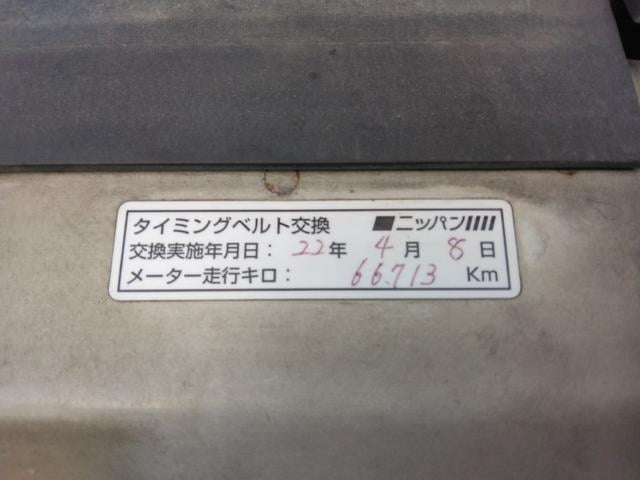 タイミングベルト交換 ニッパン
交換実施年月日： 22年 4月 8日
メーター走行キロ： 66.713 Km